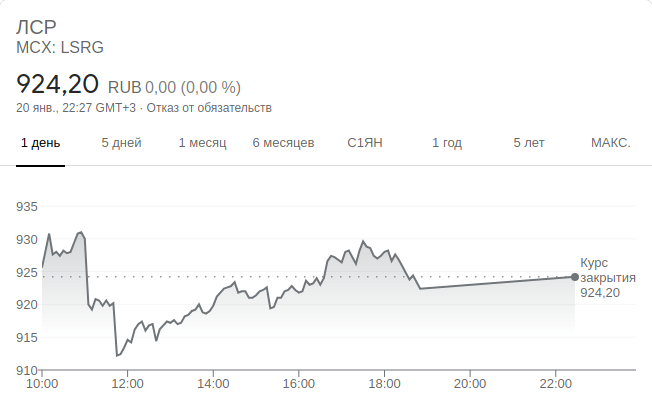 ЛСР
MCX: LSRG
924,20 RUB 0,00 (0,00 %)
20 янв., 22:27 GMT+3 · Отказ от обязательств
1 день 5 дней 1 месяц 6 месяцев С1ЯН 1 год 5 лет МАКС.
935
930
925
920
915
910
Курс
закрытия
924,20
10:00 12:00 14:00 16:00 18:00 20:00 22:00